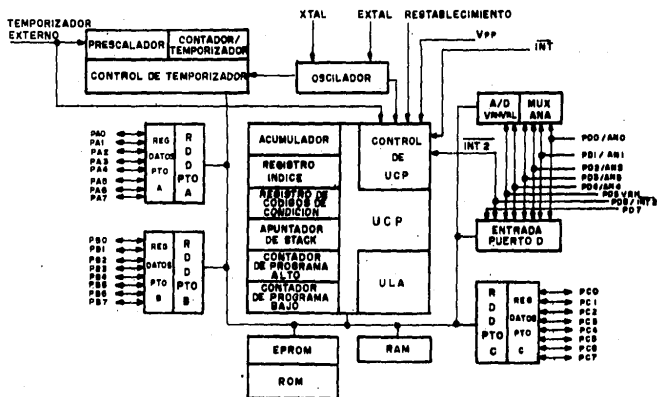 TEMPORIZADOR
EXTERNO
XTAL
EXTAL
RESTABLECIMIENTO
VPP
INT
PRESCALADOR
CONTADOR/
TEMPORIZADOR
CONTROL DE TEMPORIZADOR
OSCILADOR
PA0
PA1
PA2
PA3
PA4
PA5
PA6
PA7
REG
DATOS
PTO
A
R
D
D
PTO
A
PB0
PB1
PB2
PB3
PB4
PB5
PB6
PB7
REG
DATOS
PTO
B
R
D
D
PTO
B
ACUMULADOR
REGISTRO
INDICE
REGISTRO DE
CODIGOS DE
CONDICION
APUNTADOR
DE STACK
CONTADOR
DE PROGRAMA
ALTO
CONTADOR
DE PROGRAMA
BAJO
CONTROL
DE
UCP
UCP
ULA
INT 2
A/D
MUX
ANA
PD0/AN0
PD1/AN1
PD7
ENTRADA
PUERTO D
R
D
D
PTO
C
REG
DATOS
PTO
C
PC0
PC1
PC2
PC3
PC4
PC5
PC6
PC7
EPROM
ROM
RAM